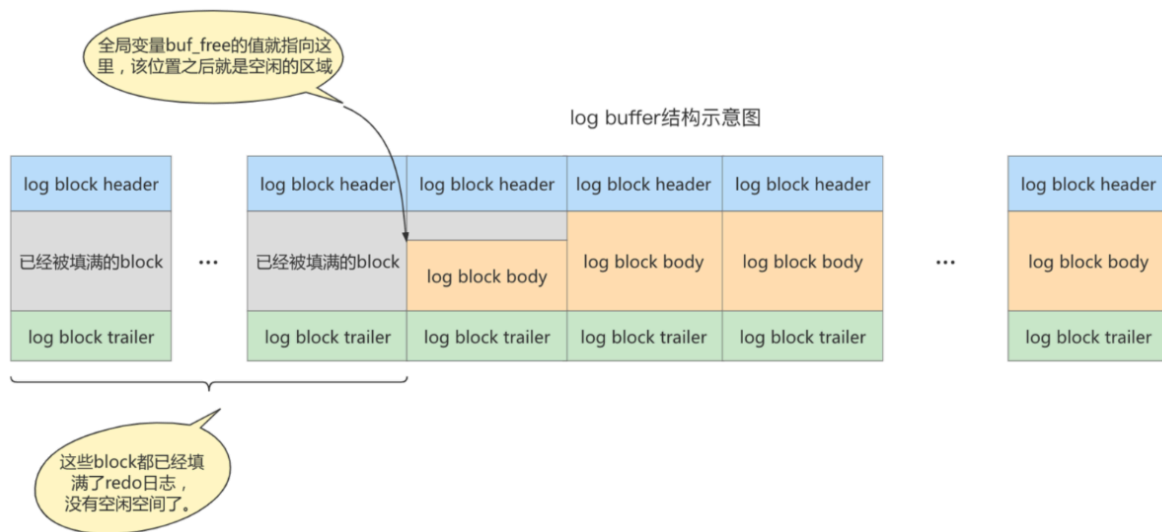 全局变量buf_free的值就指向这
里，该位置之后就是空闲的区域
log buffer结构示意图
log block header
log block header
log block header
log block header
log block header
log block header
已经被填满的block
...
已经被填满的block
log block body
log block body
log block body
...
log block body
log block trailer
log block trailer
log block trailer
log block trailer
log block trailer
log block trailer
这些block都已经填
满了redo日志，
没有空闲空间了。